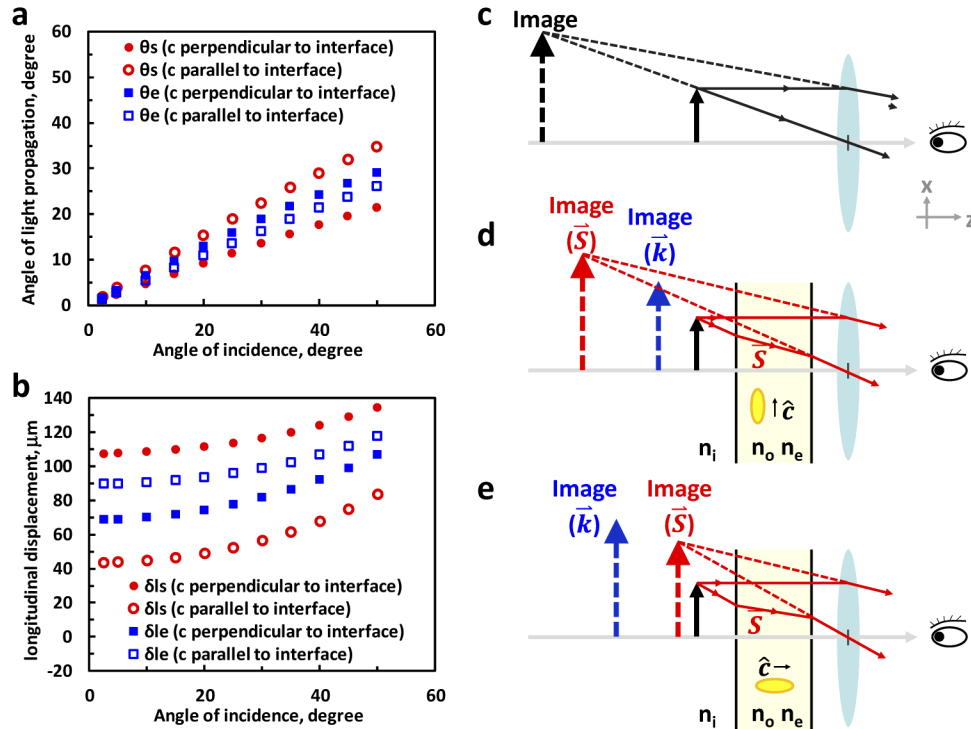 a
60
50
40
30
20
10
0
Angle of light propagation, degree
θs (c perpendicular to interface)
θs (c parallel to interface)
θe (c perpendicular to interface)
θe (c parallel to interface)
0 20 40 60
Angle of incidence, degree
b
140
120
100
80
60
40
20
0
-20
longitudinal displacement, μm
δls (c perpendicular to interface)
δls (c parallel to interface)
δle (c perpendicular to interface)
δle (c parallel to interface)
0 20 40 60
Angle of incidence, degree
c
Image
x
z
d
Image
(S⃗)
Image
(k⃗)
S⃗
ĉ
nᵢ nₒ nₑ
e
Image
(k⃗)
Image
(S⃗)
S⃗
ĉ
nᵢ nₒ nₑ